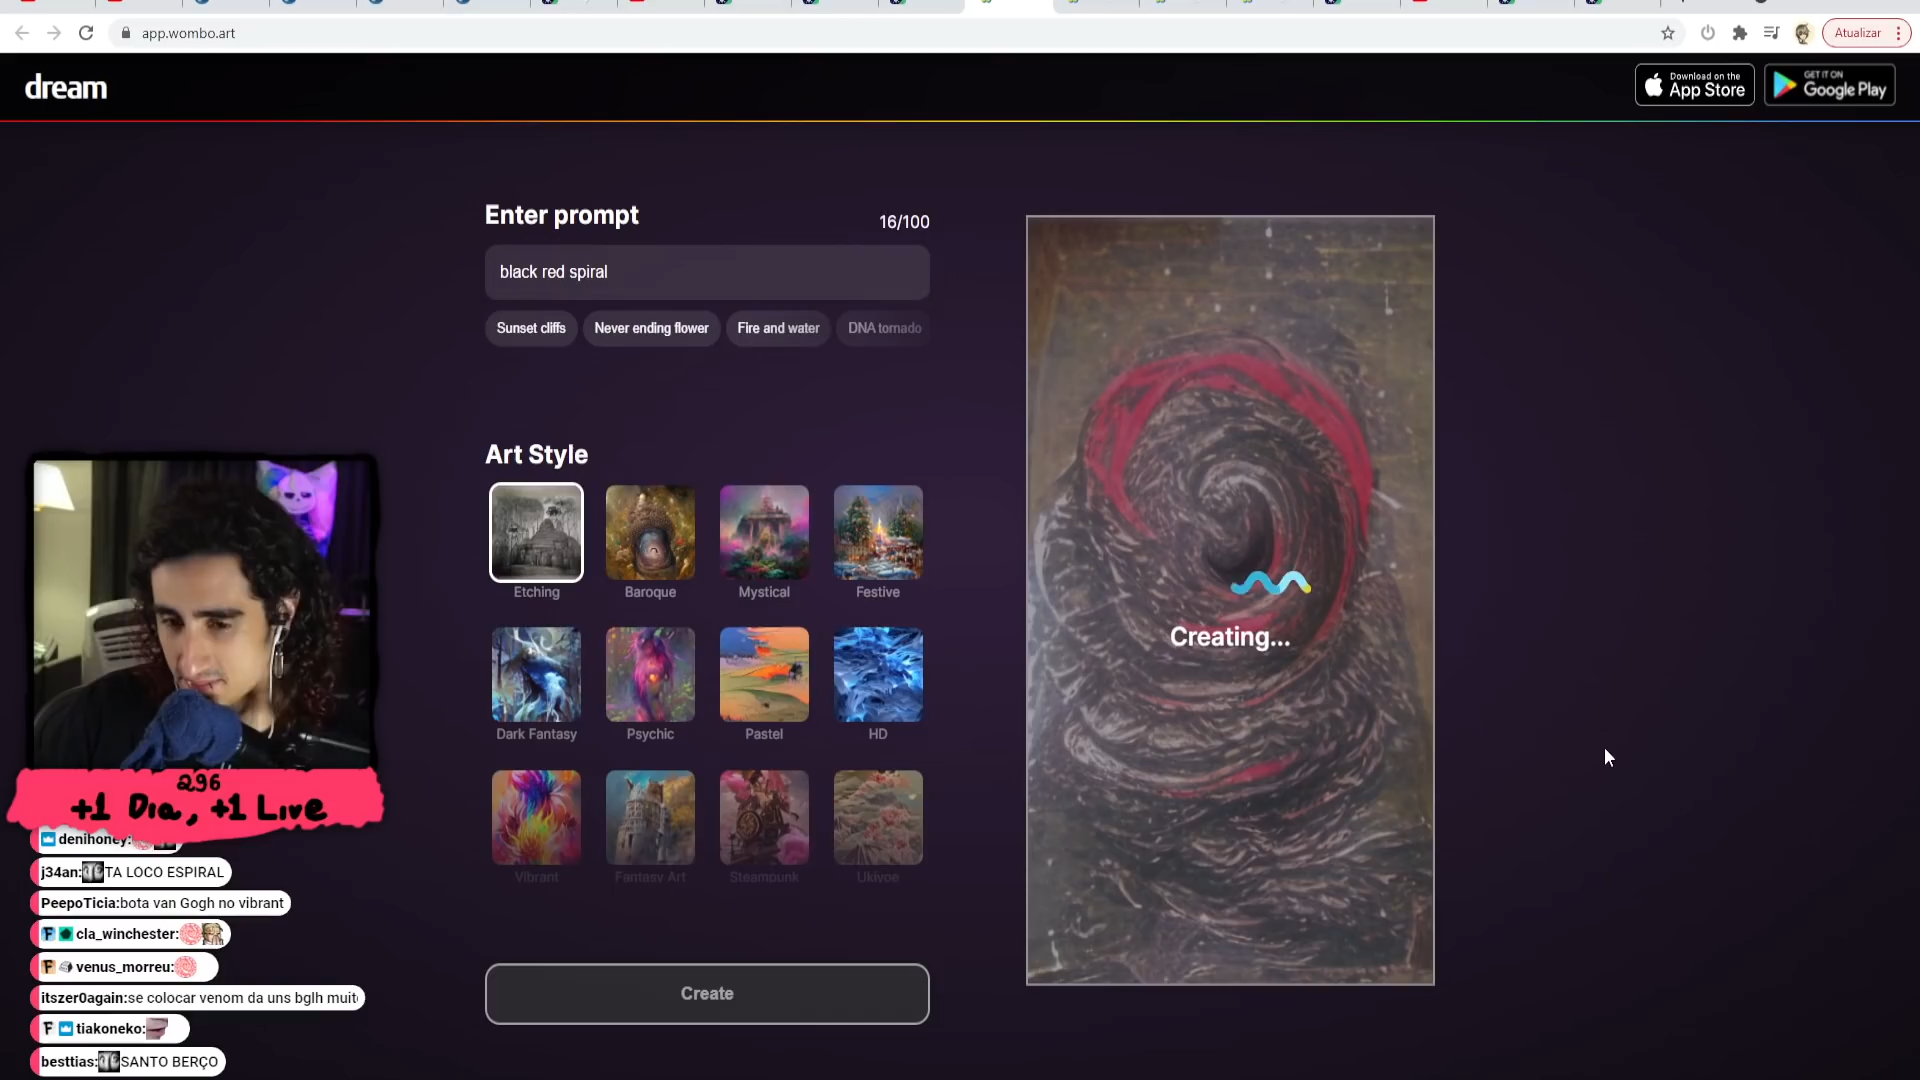 app.wombo.art
Atualizar
dream
Download on the
App Store
GET IT ON
Google Play
Enter prompt
16/100
black red spiral
Sunset cliffs
Never ending flower
Fire and water
DNA tornado
Art Style
Etching
Baroque
Mystical
Festive
Dark Fantasy
Psychic
Pastel
HD
Vibrant
Fantasy Art
Steampunk
Ukiyoe
Create
Creating...
296
+1 Dia, +1 Live
denihoney:
j34an: TA LOCO ESPIRAL
PeepoTicia:bota van Gogh no vibrant
cla_winchester:
venus_morreu:
itszer0again:se colocar venom da uns bglh muit
tiakoneko:
besttias: SANTO BERÇO